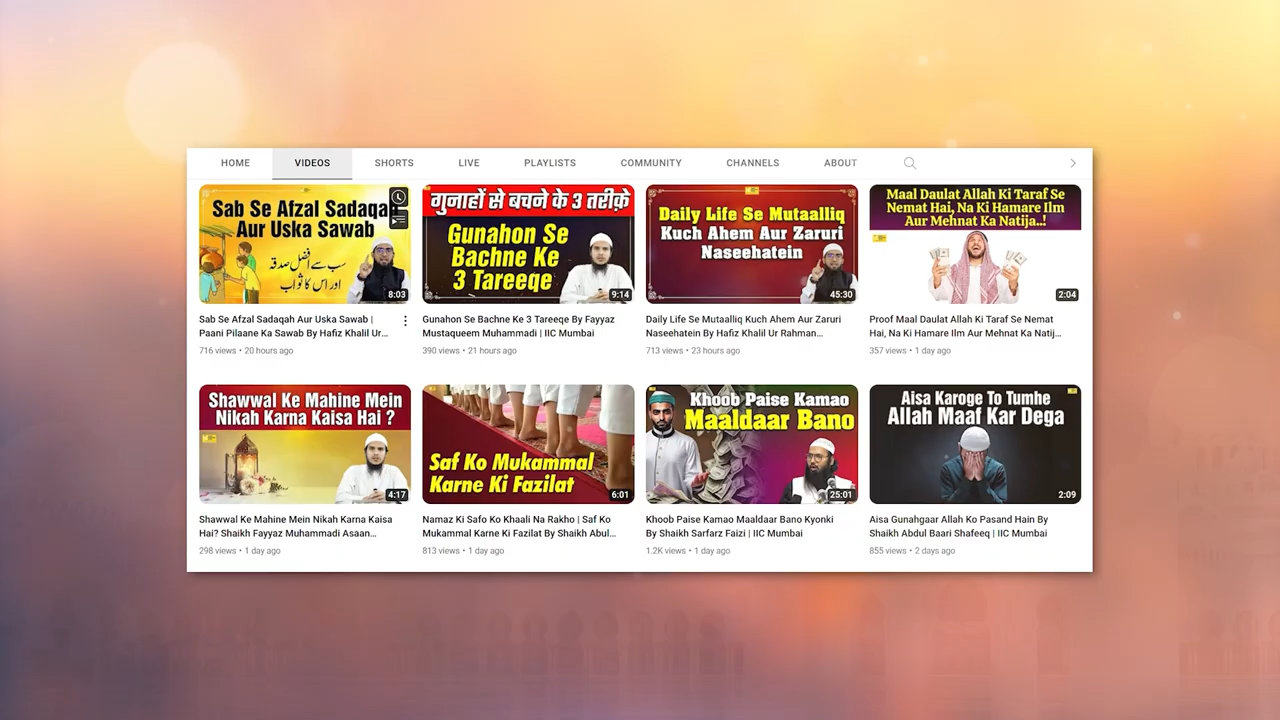 HOME VIDEOS SHORTS LIVE PLAYLISTS COMMUNITY CHANNELS ABOUT
Sab Se Afzal Sadaqa
Aur Uska Sawab
سب سے افضل صدقہ
اور اس کا ثواب
8:03
Sab Se Afzal Sadaqah Aur Uska Sawab |
Paani Pilaane Ka Sawab By Hafiz Khalil Ur...
716 views • 20 hours ago
गुनाहों से बचने के 3 तरीक़े
Gunahon Se
Bachne Ke
3 Tareeqe
9:14
Gunahon Se Bachne Ke 3 Tareeqe By Fayyaz
Mustaqueem Muhammadi | IIC Mumbai
390 views • 21 hours ago
Daily Life Se Mutaalliq
Kuch Ahem Aur Zaruri
Naseehatein
45:30
Daily Life Se Mutaalliq Kuch Ahem Aur Zaruri
Naseehatein By Hafiz Khalil Ur Rahman...
713 views • 23 hours ago
Maal Daulat Allah Ki Taraf Se
Nemat Hai, Na Ki Hamare Ilm
Aur Mehnat Ka Natija..!
2:04
Proof Maal Daulat Allah Ki Taraf Se Nemat
Hai, Na Ki Hamare Ilm Aur Mehnat Ka Natij...
357 views • 1 day ago
Shawwal Ke Mahine Mein
Nikah Karna Kaisa Hai ?
4:17
Shawwal Ke Mahine Mein Nikah Karna Kaisa
Hai? Shaikh Fayyaz Muhammadi Asaan...
298 views • 1 day ago
Saf Ko Mukammal
Karne Ki Fazilat
6:01
Namaz Ki Safo Ko Khaali Na Rakho | Saf Ko
Mukammal Karne Ki Fazilat By Shaikh Abul...
813 views • 1 day ago
Khoob Paise Kamao
Maaldaar Bano
25:01
Khoob Paise Kamao Maaldaar Bano Kyonki
By Shaikh Sarfarz Faizi | IIC Mumbai
1.2K views • 1 day ago
Aisa Karoge To Tumhe
Allah Maaf Kar Dega
2:09
Aisa Gunahgaar Allah Ko Pasand Hain By
Shaikh Abdul Baari Shafeeq | IIC Mumbai
855 views • 2 days ago